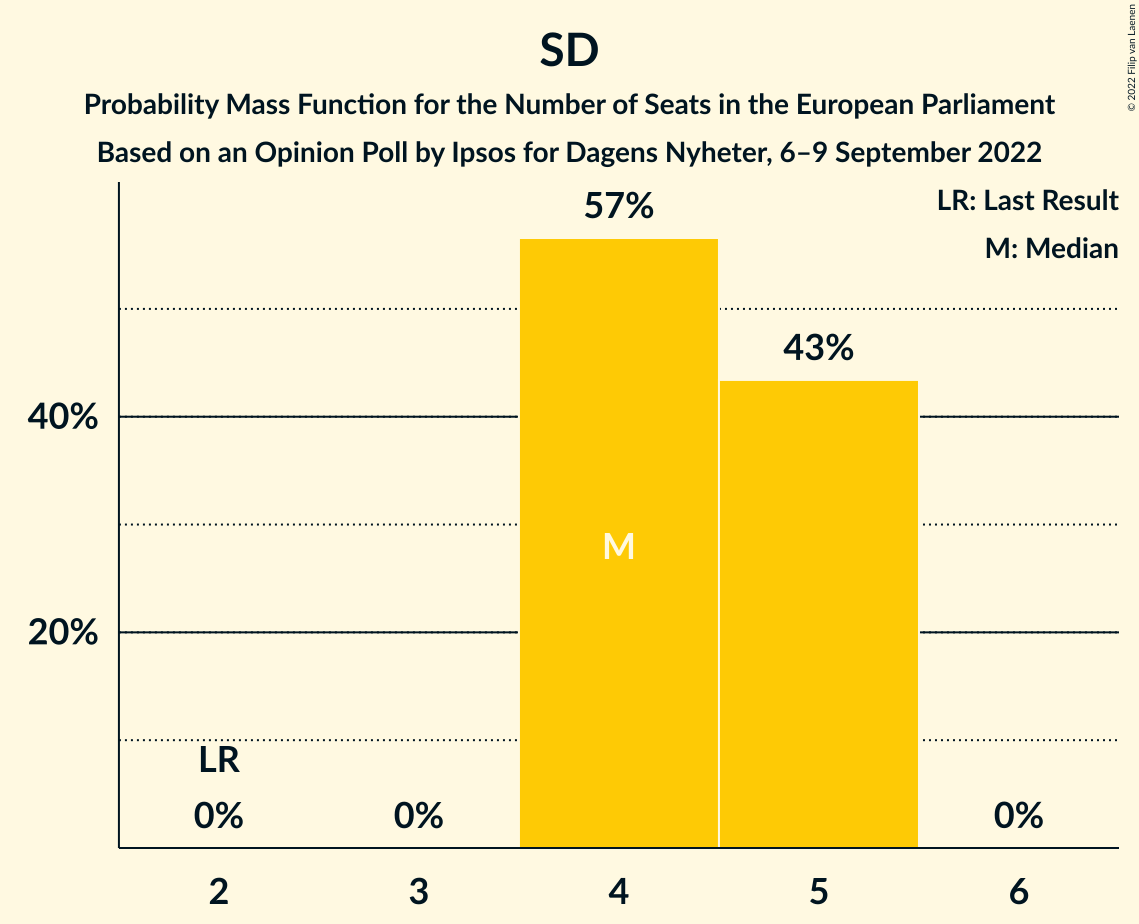 SD
Probability Mass Function for the Number of Seats in the European Parliament
Based on an Opinion Poll by Ipsos for Dagens Nyheter, 6–9 September 2022
© 2022 Filip van Laenen
LR: Last Result
M: Median
57%
43%
40%
M
20%
LR
0%
0%
0%
2
3
4
5
6